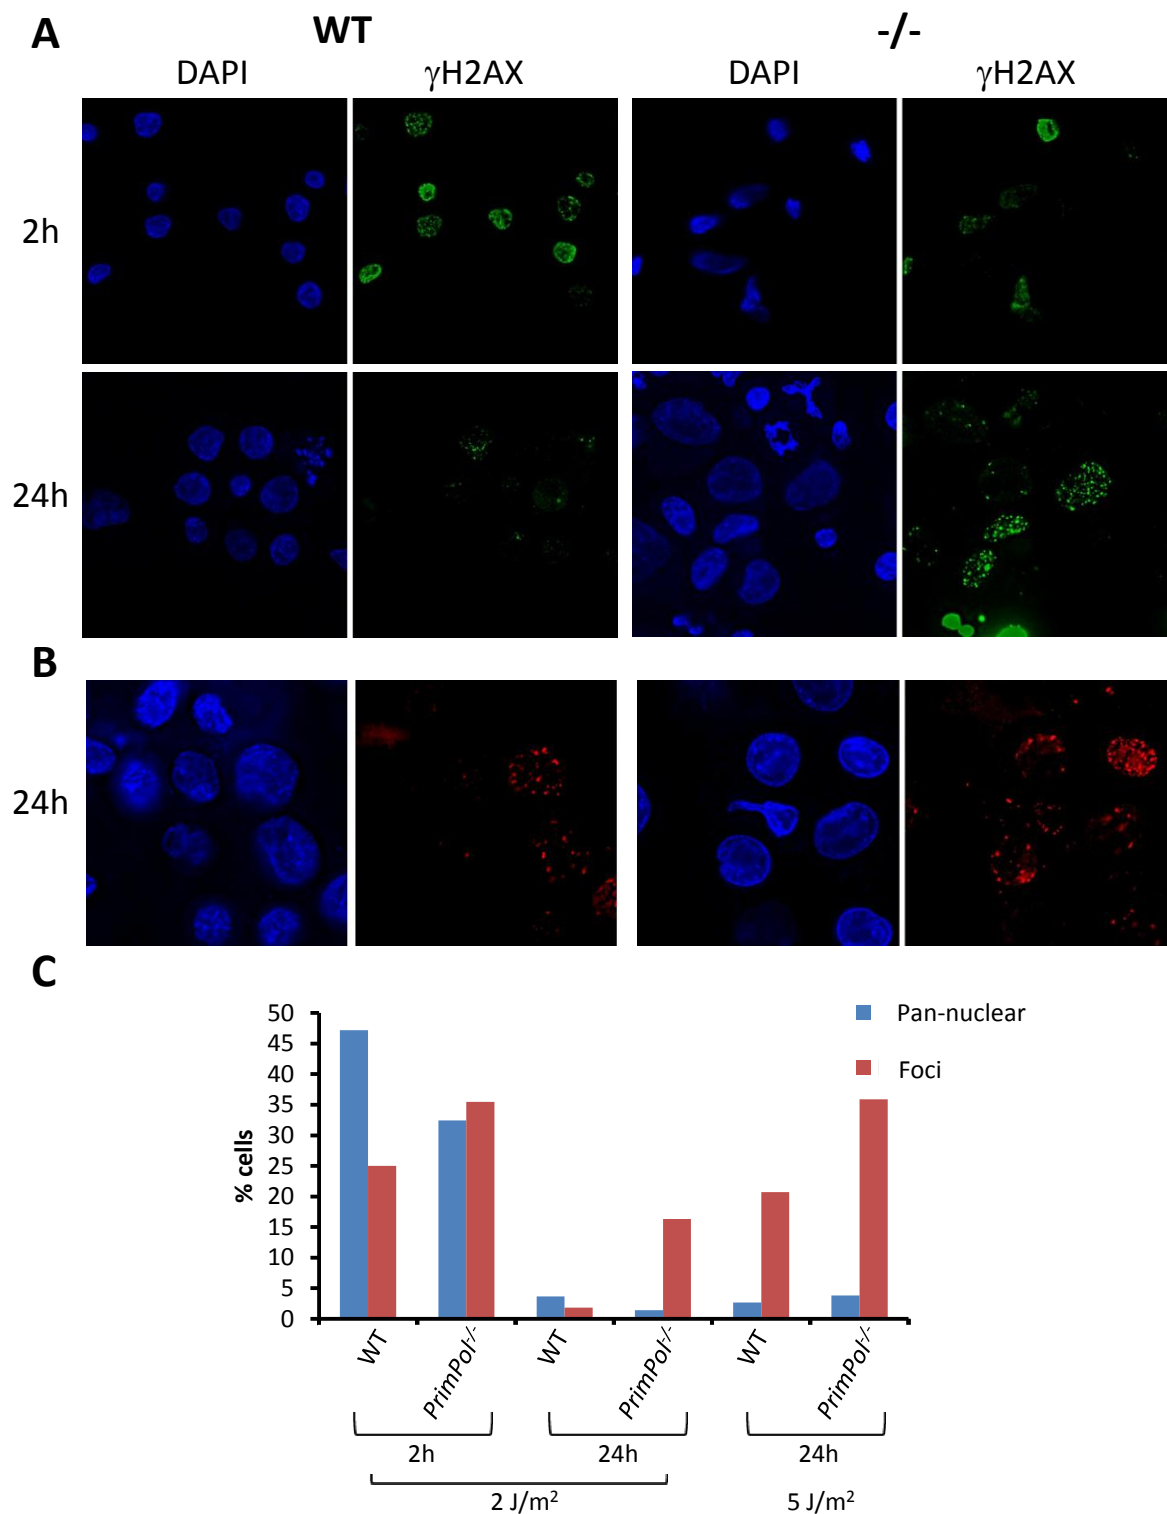 A
WT
-/-
DAPI
γH2AX
DAPI
γH2AX
2h
24h
B
24h
C
50
45
40
35
30
25
20
15
10
5
0
% cells
Pan-nuclear
Foci
WT
PrimPol-/-
WT
PrimPol-/-
WT
PrimPol-/-
2h
24h
24h
2 J/m2
5 J/m2